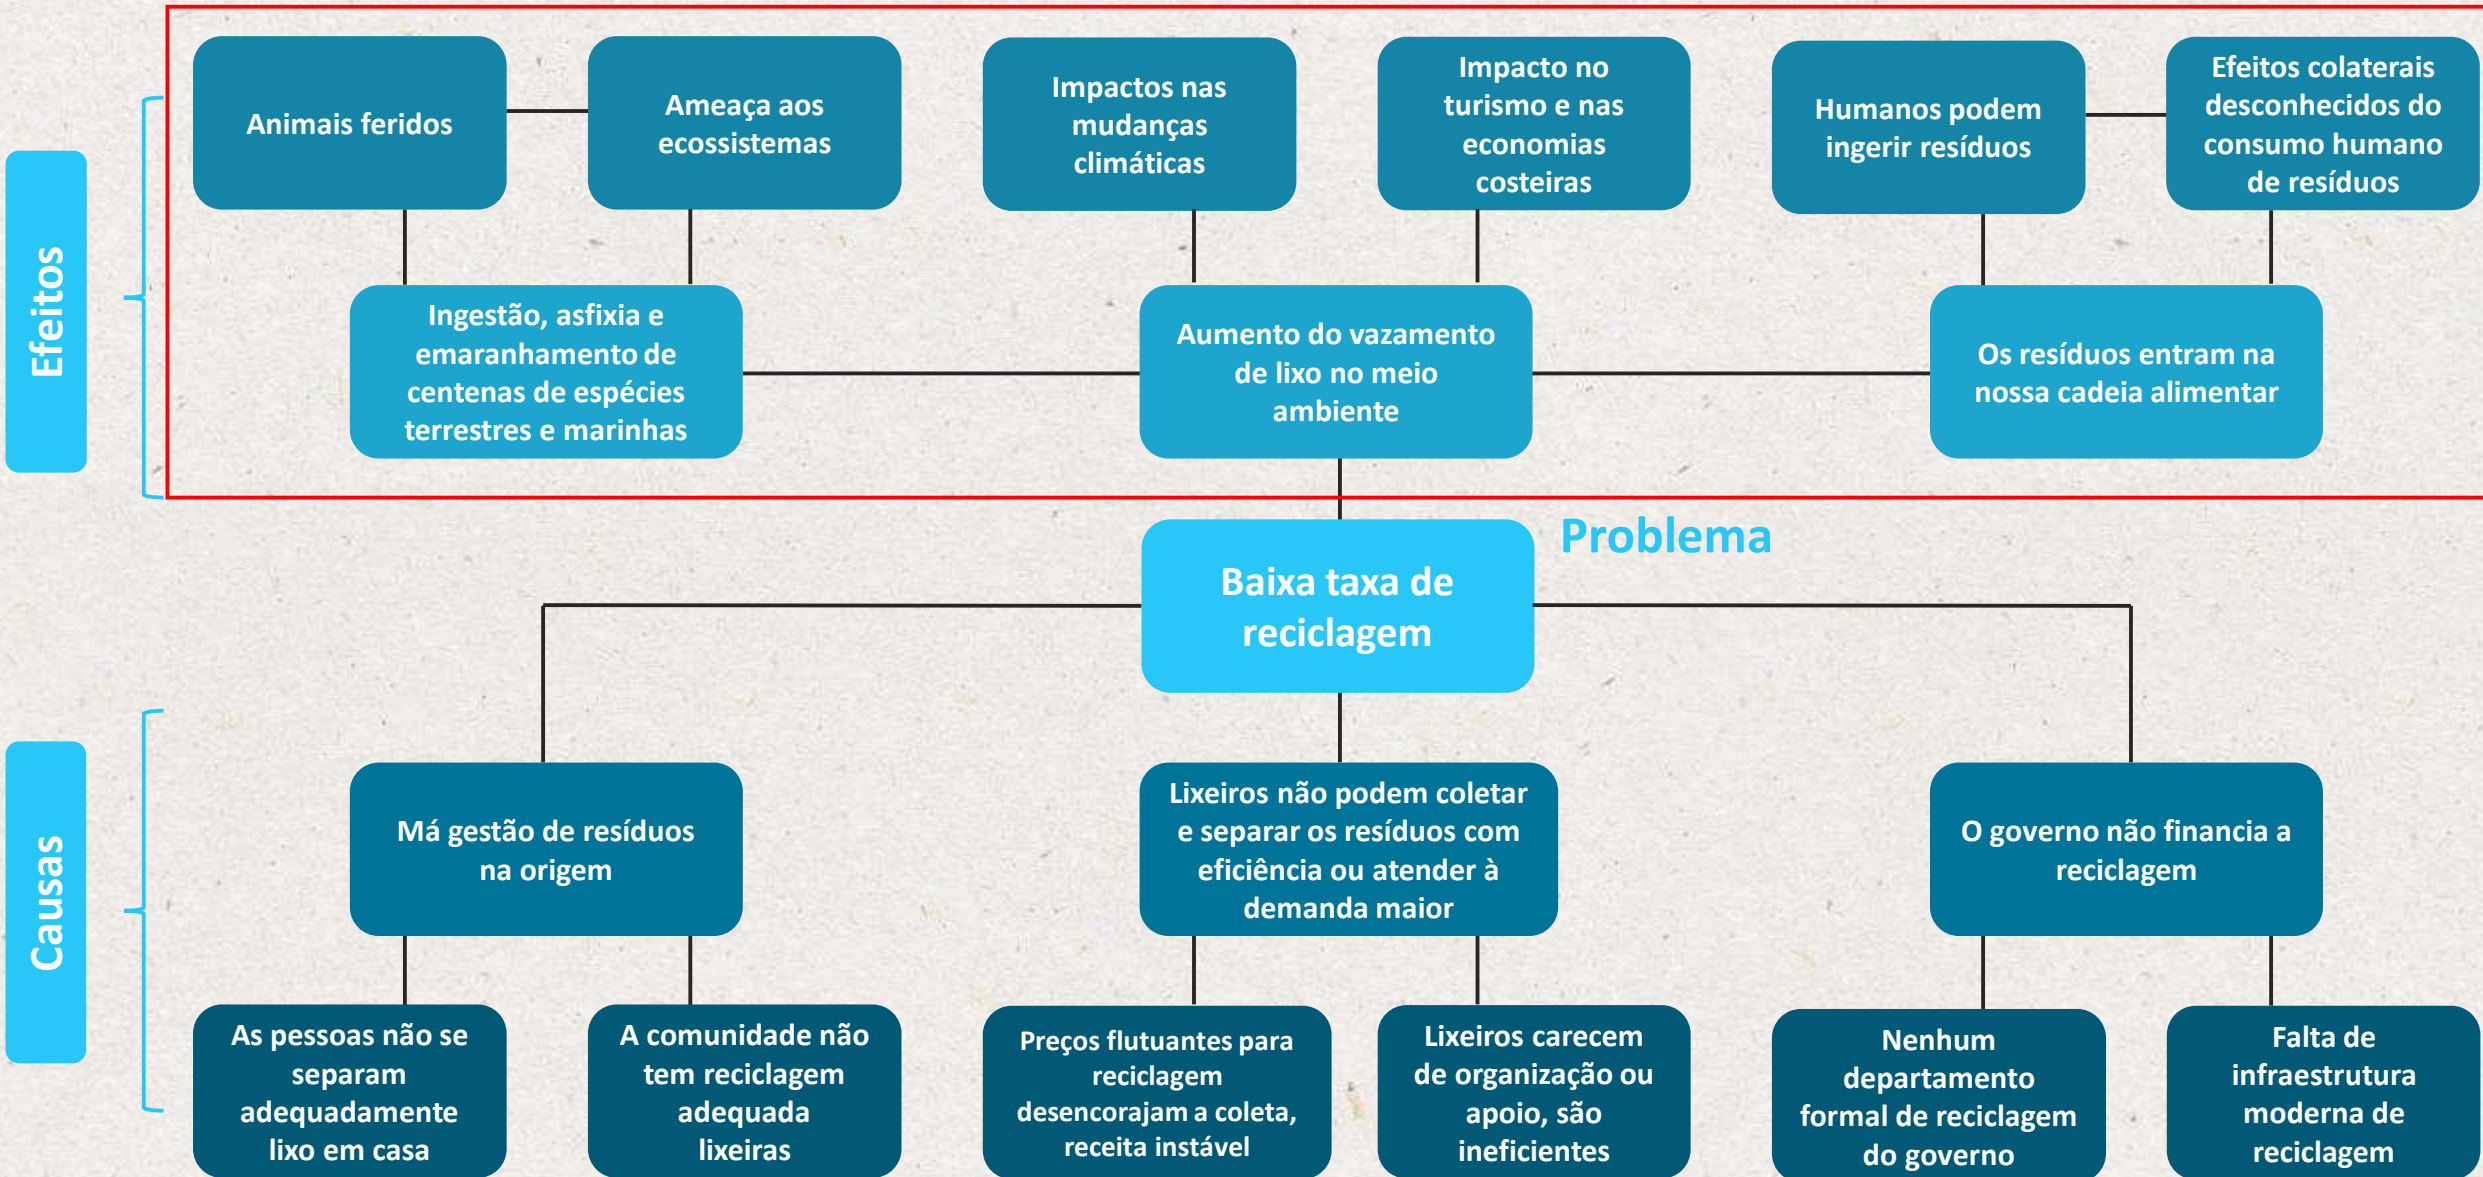 Animais feridos
Ameaça aos
ecossistemas
Impactos nas
mudanças
climáticas
Impacto no
turismo e nas
economias
costeiras
Humanos podem
ingerir resíduos
Efeitos colaterais
desconhecidos do
consumo humano
de resíduos
Efeitos
Ingestão, asfixia e
emaranhamento de
centenas de espécies
terrestres e marinhas
Aumento do vazamento
de lixo no meio
ambiente
Os resíduos entram na
nossa cadeia alimentar
Problema
Baixa taxa de
reciclagem
Causas
Má gestão de resíduos
na origem
Lixeiros não podem coletar
e separar os resíduos com
eficiência ou atender à
demanda maior
O governo não financia a
reciclagem
As pessoas não se
separam
adequadamente
lixo em casa
A comunidade não
tem reciclagem
adequada
lixeiras
Preços flutuantes para
reciclagem
desencorajam a coleta,
receita instável
Lixeiros carecem
de organização ou
apoio, são
ineficientes
Nenhum
departamento
formal de reciclagem
do governo
Falta de
infraestrutura
moderna de
reciclagem